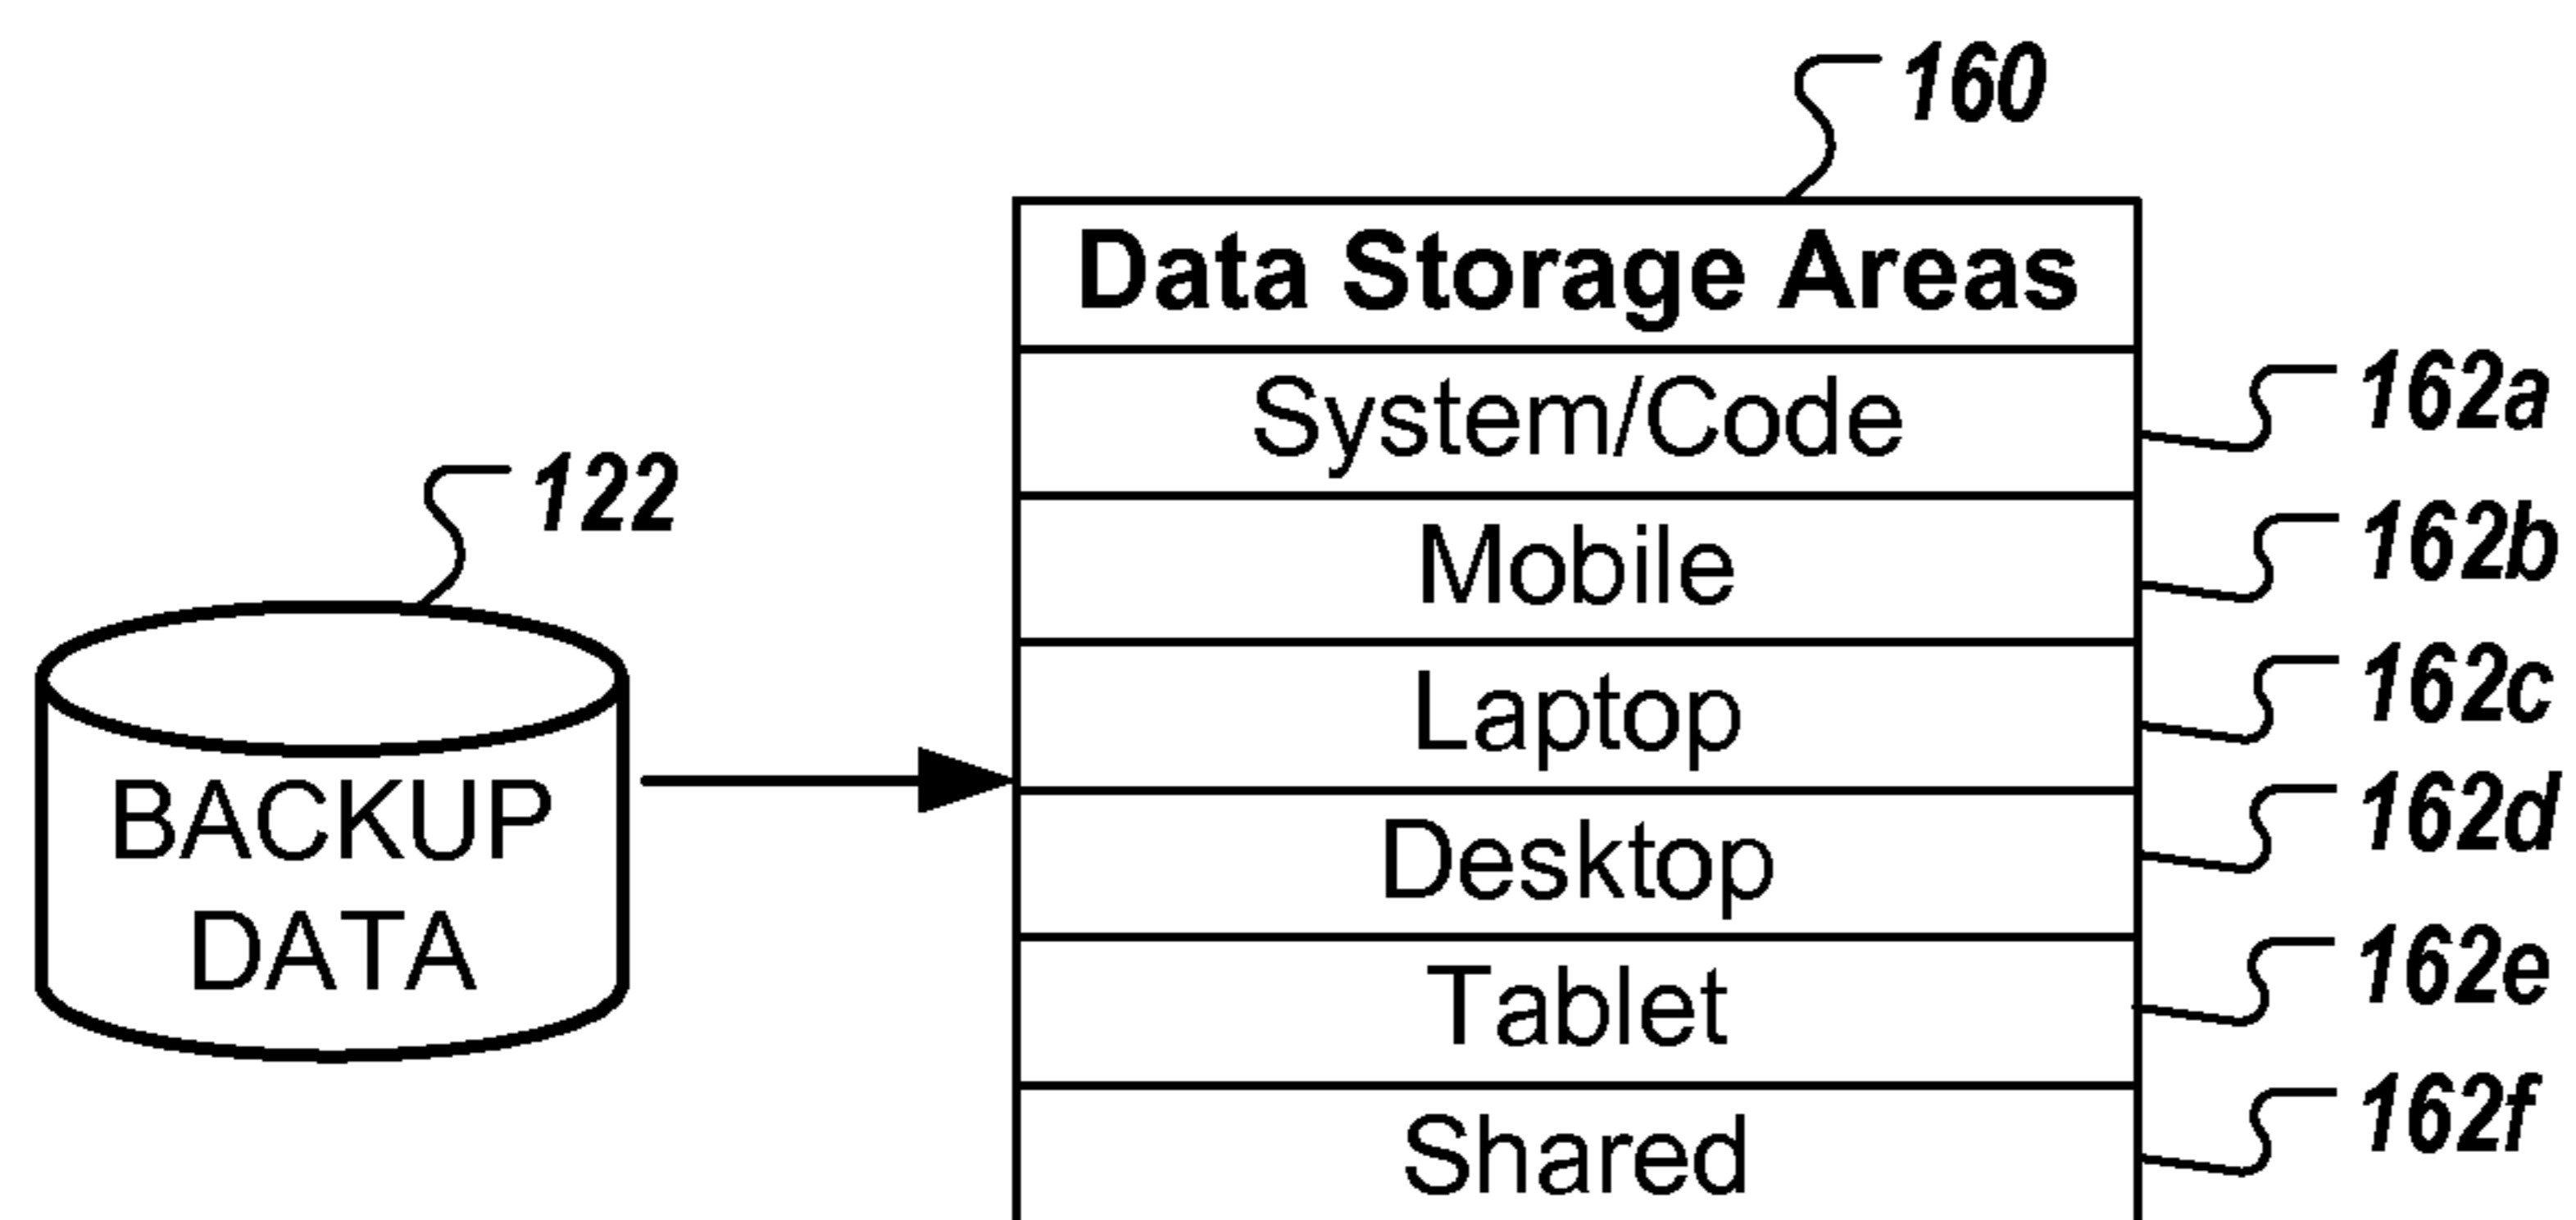 160
Data Storage Areas
System/Code
162a
122
Mobile
162b
Laptop
162c
BACKUP
DATA
Desktop
162d
Tablet
162e
Shared
162f